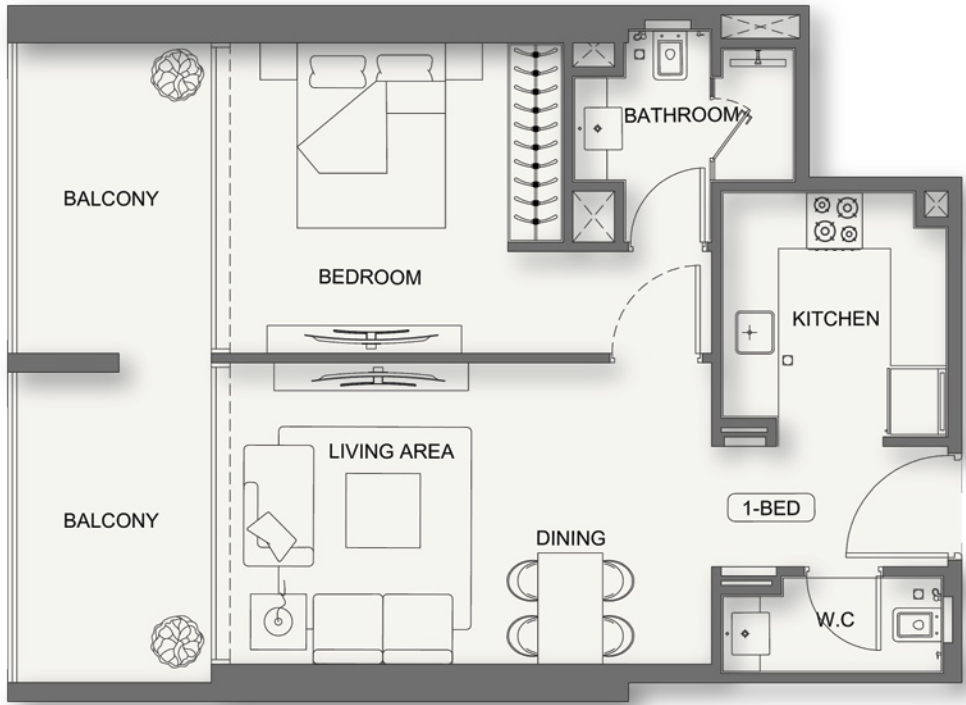 BATHROOM
BALCONY
BEDROOM
KITCHEN
LIVING AREA
1-BED
BALCONY
DINING
W.C